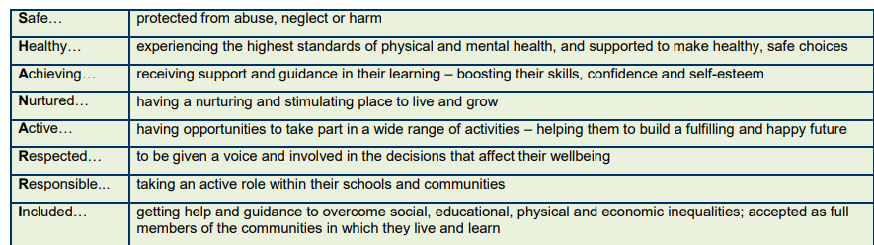 Safe… protected from abuse, neglect or harm
Healthy… experiencing the highest standards of physical and mental health, and supported to make healthy, safe choices
Achieving… receiving support and guidance in their learning – boosting their skills, confidence and self-esteem
Nurtured… having a nurturing and stimulating place to live and grow
Active… having opportunities to take part in a wide range of activities – helping them to build a fulfilling and happy future
Respected… to be given a voice and involved in the decisions that affect their wellbeing
Responsible… taking an active role within their schools and communities
Included… getting help and guidance to overcome social, educational, physical and economic inequalities; accepted as full
members of the communities in which they live and learn